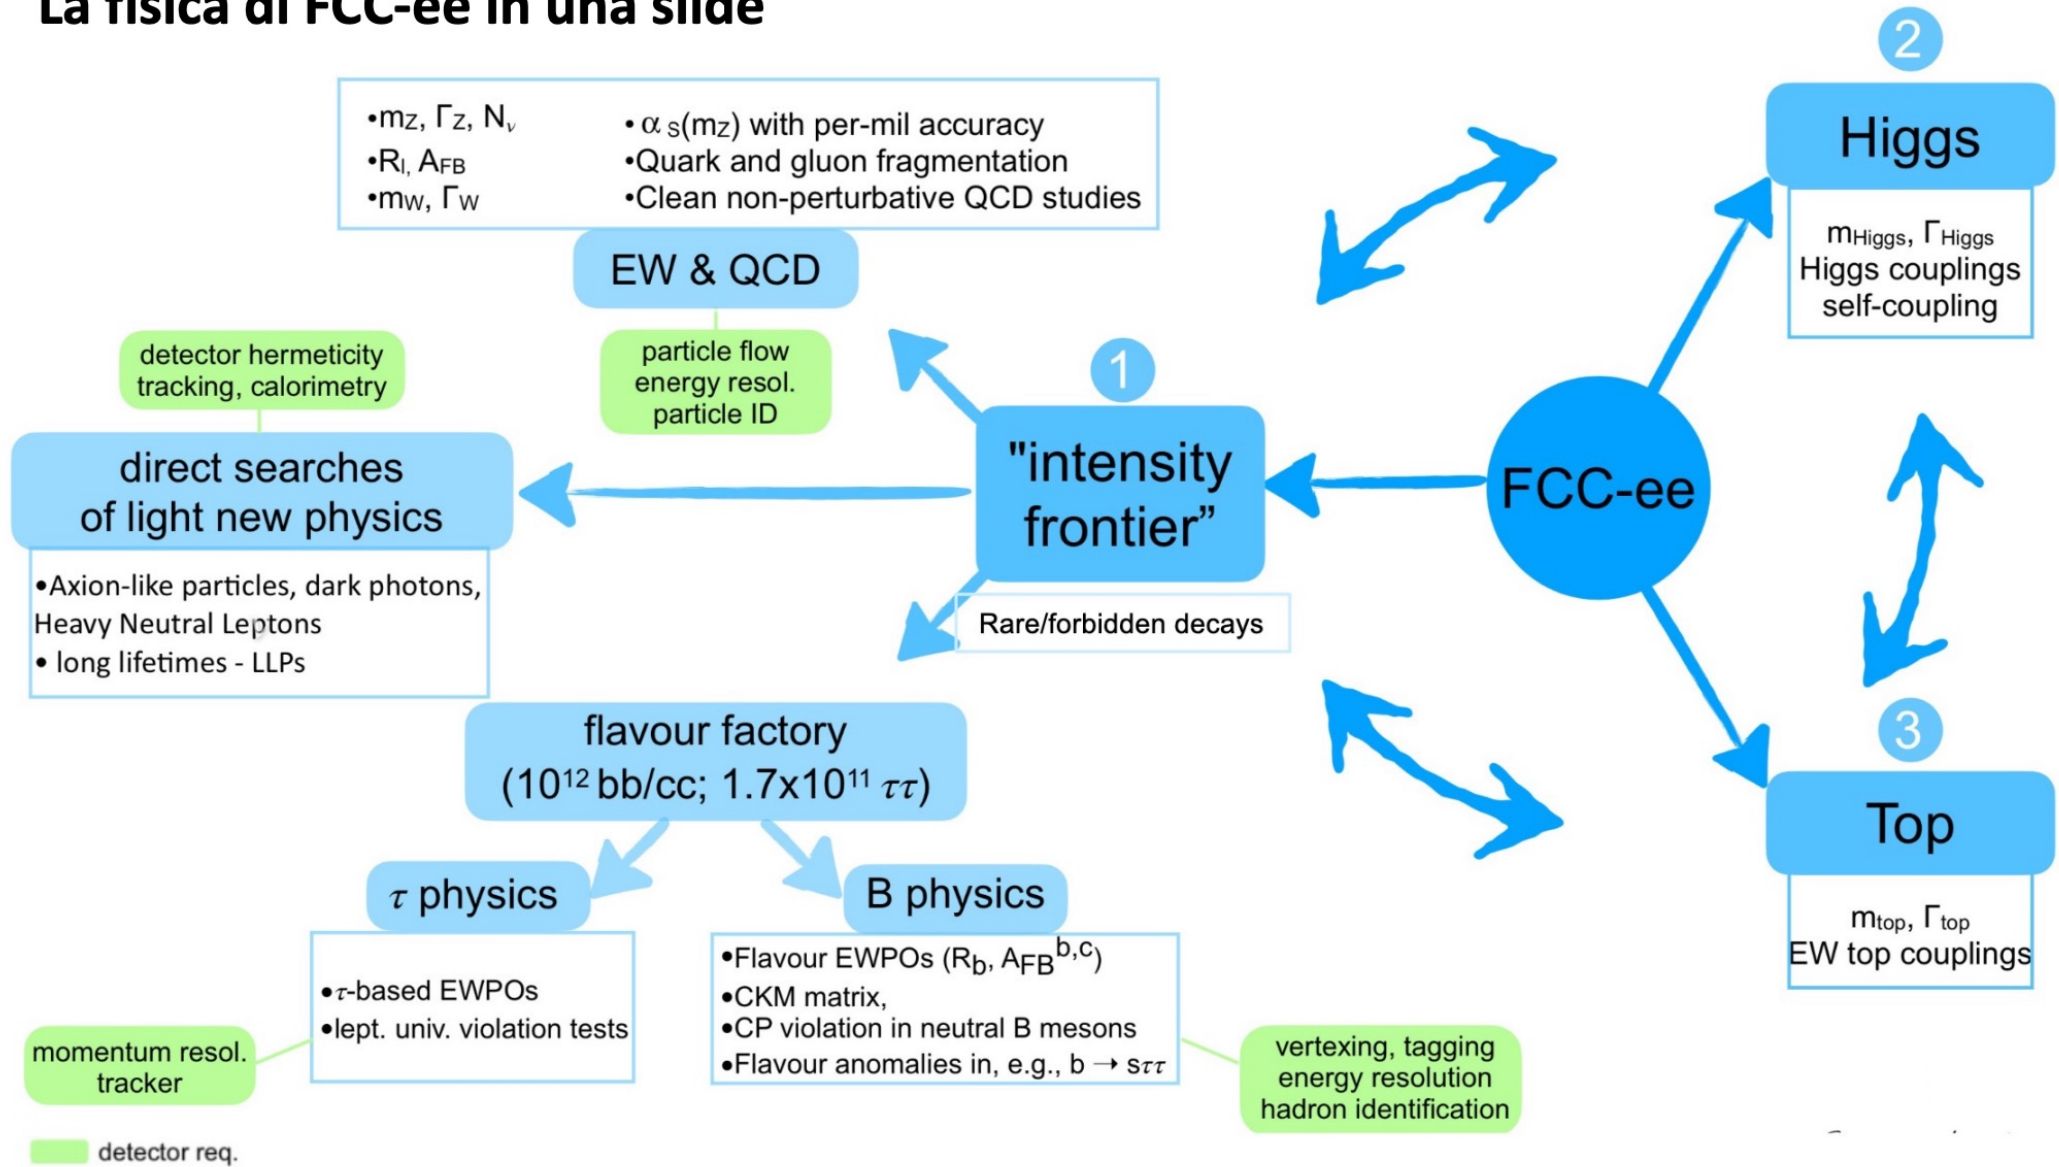 La fisica di FCC-ee in una slide
•mZ, ΓZ, Nν
•Rl, AFB
•mW, ΓW
•αS(mZ) with per-mil accuracy
•Quark and gluon fragmentation
•Clean non-perturbative QCD studies
EW & QCD
particle flow
energy resol.
particle ID
detector hermeticity
tracking, calorimetry
direct searches
of light new physics
•Axion-like particles, dark photons,
Heavy Neutral Leptons
• long lifetimes - LLPs
1
"intensity
frontier”
Rare/forbidden decays
FCC-ee
2
Higgs
mHiggs, ΓHiggs
Higgs couplings
self-coupling
3
Top
mtop, Γtop
EW top couplings
flavour factory
(10¹² bb/cc; 1.7x10¹¹ ττ)
τ physics
•τ-based EWPOs
•lept. univ. violation tests
B physics
•Flavour EWPOs (Rb, AFBb,c)
•CKM matrix,
•CP violation in neutral B mesons
•Flavour anomalies in, e.g., b → sττ
momentum resol.
tracker
vertexing, tagging
energy resolution
hadron identification
detector req.